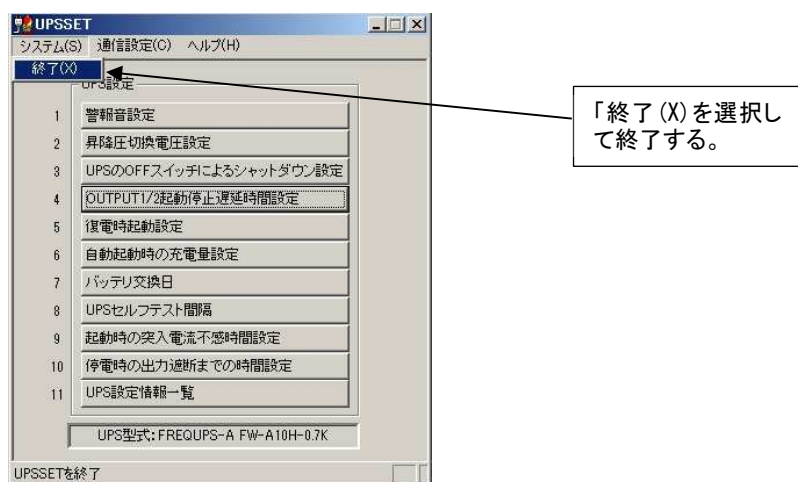 UPSSET
システム(S) 通信設定(C) ヘルプ(H)
終了(X)
UPS設定
1 警報音設定
2 昇降圧切換電圧設定
3 UPSのOFFスイッチによるシャットダウン設定
4 OUTPUT1/2起動停止遅延時間設定
5 復電時起動設定
6 自動起動時の充電量設定
7 バッテリ交換日
8 UPSセルフテスト間隔
9 起動時の突入電流不感時間設定
10 停電時の出力遮断までの時間設定
11 UPS設定情報一覧
UPS型式:FREQUPS-A FW-A10H-0.7K
UPSSETを終了
「終了(X)を選択し
て終了する。